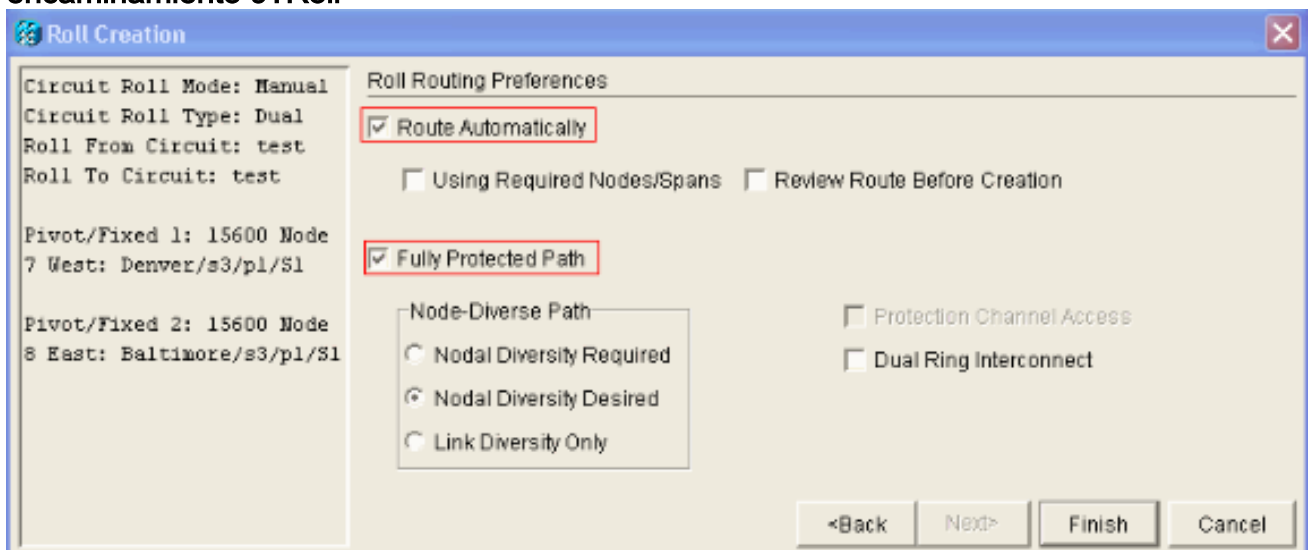 Roll Creation
Circuit Roll Mode: Manual
Circuit Roll Type: Dual
Roll From Circuit: test
Roll To Circuit: test
Pivot/Fixed 1: 15600 Node
7 West: Denver/s3/p1/S1
Pivot/Fixed 2: 15600 Node
8 East: Baltimore/s3/p1/S1
Roll Routing Preferences
Route Automatically
Using Required Nodes/Spans
Review Route Before Creation
Fully Protected Path
Node-Diverse Path
Nodal Diversity Required
Nodal Diversity Desired
Link Diversity Only
Protection Channel Access
Dual Ring Interconnect
<Back
Next>
Finish
Cancel